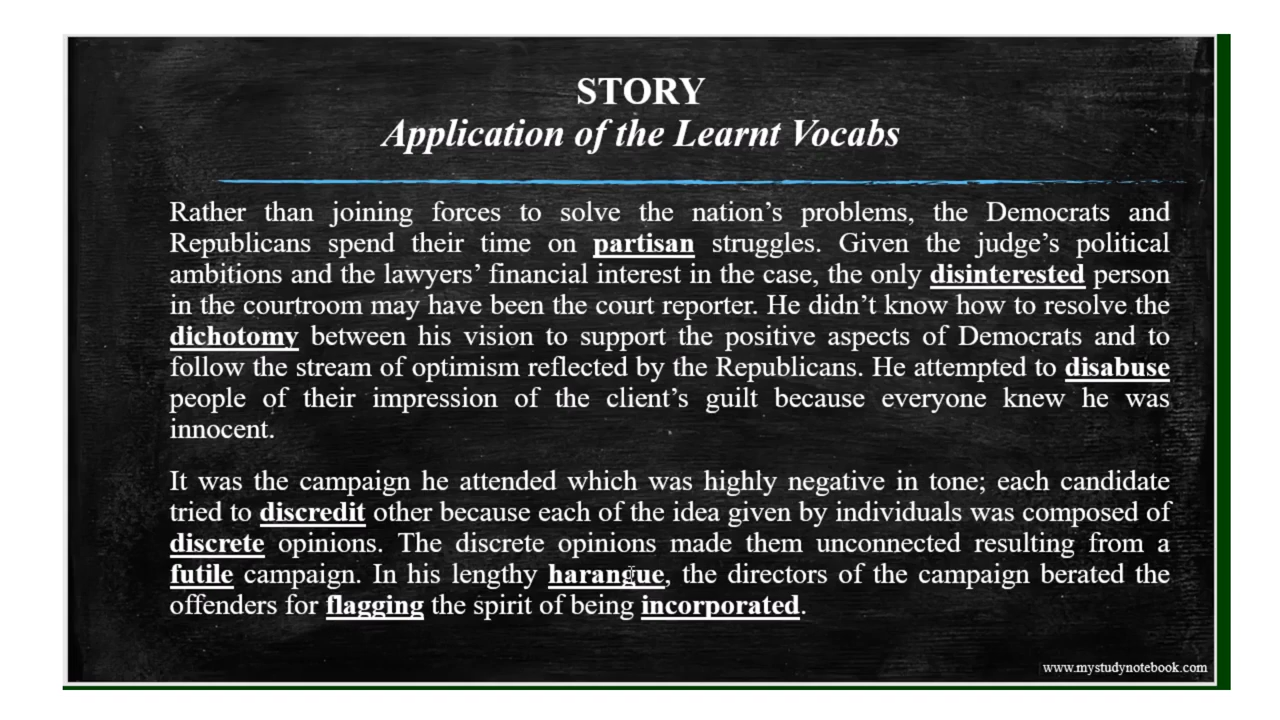 STORY
Application of the Learnt Vocabs
Rather than joining forces to solve the nation’s problems, the Democrats and
Republicans spend their time on partisan struggles. Given the judge’s political
ambitions and the lawyers’ financial interest in the case, the only disinterested person
in the courtroom may have been the court reporter. He didn’t know how to resolve the
dichotomy between his vision to support the positive aspects of Democrats and to
follow the stream of optimism reflected by the Republicans. He attempted to disabuse
people of their impression of the client’s guilt because everyone knew he was
innocent.
It was the campaign he attended which was highly negative in tone; each candidate
tried to discredit other because each of the idea given by individuals was composed of
discrete opinions. The discrete opinions made them unconnected resulting from a
futile campaign. In his lengthy harangue, the directors of the campaign berated the
offenders for flagging the spirit of being incorporated.
www.mystudynotebook.com